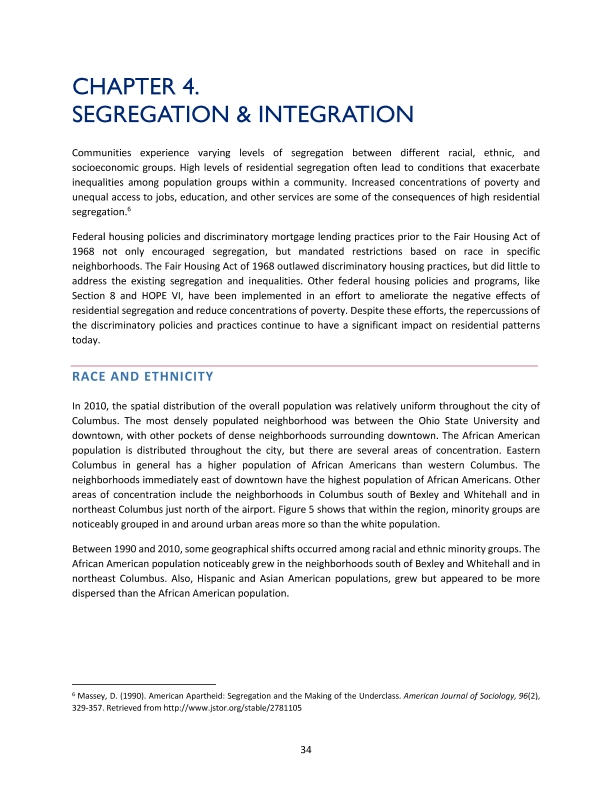 CHAPTER 4.
SEGREGATION & INTEGRATION
Communities experience varying levels of segregation between different racial, ethnic, and
socioeconomic groups. High levels of residential segregation often lead to conditions that exacerbate
inequalities among population groups within a community. Increased concentrations of poverty and
unequal access to jobs, education, and other services are some of the consequences of high residential
segregation.⁶
Federal housing policies and discriminatory mortgage lending practices prior to the Fair Housing Act of
1968 not only encouraged segregation, but mandated restrictions based on race in specific
neighborhoods. The Fair Housing Act of 1968 outlawed discriminatory housing practices, but did little to
address the existing segregation and inequalities. Other federal housing policies and programs, like
Section 8 and HOPE VI, have been implemented in an effort to ameliorate the negative effects of
residential segregation and reduce concentrations of poverty. Despite these efforts, the repercussions of
the discriminatory policies and practices continue to have a significant impact on residential patterns
today.
RACE AND ETHNICITY
In 2010, the spatial distribution of the overall population was relatively uniform throughout the city of
Columbus. The most densely populated neighborhood was between the Ohio State University and
downtown, with other pockets of dense neighborhoods surrounding downtown. The African American
population is distributed throughout the city, but there are several areas of concentration. Eastern
Columbus in general has a higher population of African Americans than western Columbus. The
neighborhoods immediately east of downtown have the highest population of African Americans. Other
areas of concentration include the neighborhoods in Columbus south of Bexley and Whitehall and in
northeast Columbus just north of the airport. Figure 5 shows that within the region, minority groups are
noticeably grouped in and around urban areas more so than the white population.
Between 1990 and 2010, some geographical shifts occurred among racial and ethnic minority groups. The
African American population noticeably grew in the neighborhoods south of Bexley and Whitehall and in
northeast Columbus. Also, Hispanic and Asian American populations, grew but appeared to be more
dispersed than the African American population.
⁶ Massey, D. (1990). American Apartheid: Segregation and the Making of the Underclass. American Journal of Sociology, 96(2),
329-357. Retrieved from http://www.jstor.org/stable/2781105
34